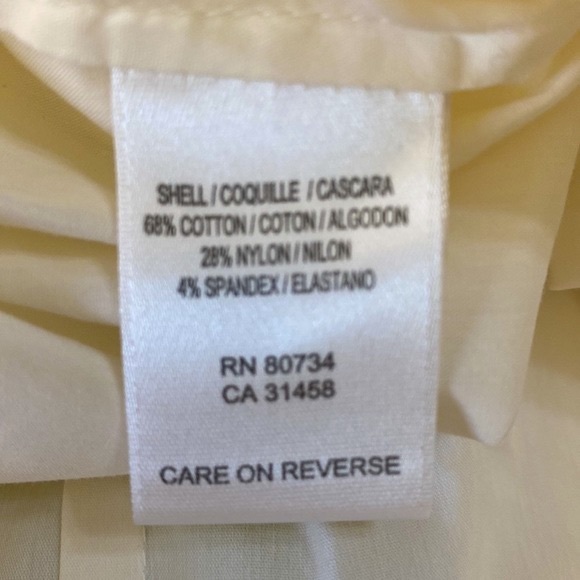 SHELL / COQUILLE / CASCARA
68% COTTON / COTON / ALGODON
28% NYLON / NILON
4% SPANDEX / ELASTANO
RN 80734
CA 31458
CARE ON REVERSE